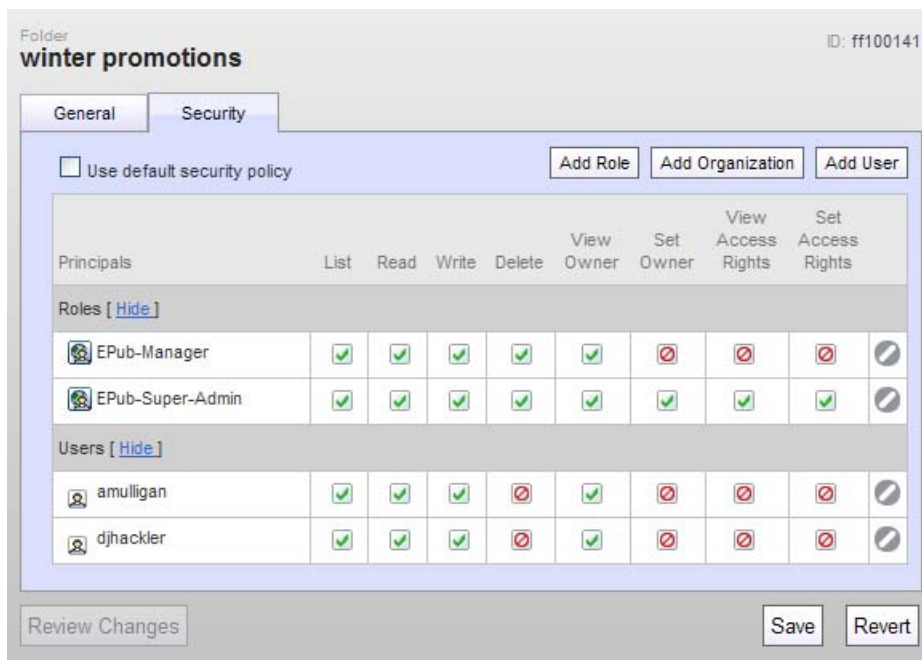 Folder
winter promotions
ID: ff100141
General Security
Use default security policy Add Role Add Organization Add User
Principals List Read Write Delete View Owner Set Owner View Access Rights Set Access Rights
Roles [ Hide ]
EPub-Manager
EPub-Super-Admin
Users [ Hide ]
amulligan
djhackler
Review Changes Save Revert